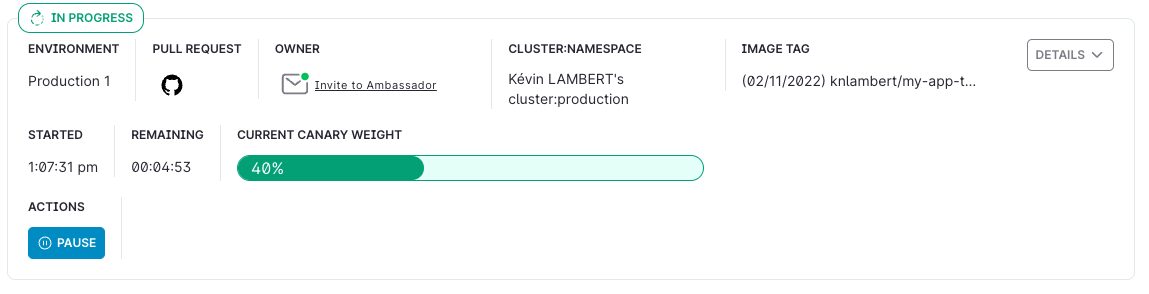 IN PROGRESS
ENVIRONMENT
Production 1
PULL REQUEST
OWNER
Invite to Ambassador
CLUSTER:NAMESPACE
Kévin LAMBERT's
cluster:production
IMAGE TAG
(02/11/2022) knlambert/my-app-t...
DETAILS
STARTED
1:07:31 pm
REMAINING
00:04:53
CURRENT CANARY WEIGHT
40%
ACTIONS
PAUSE